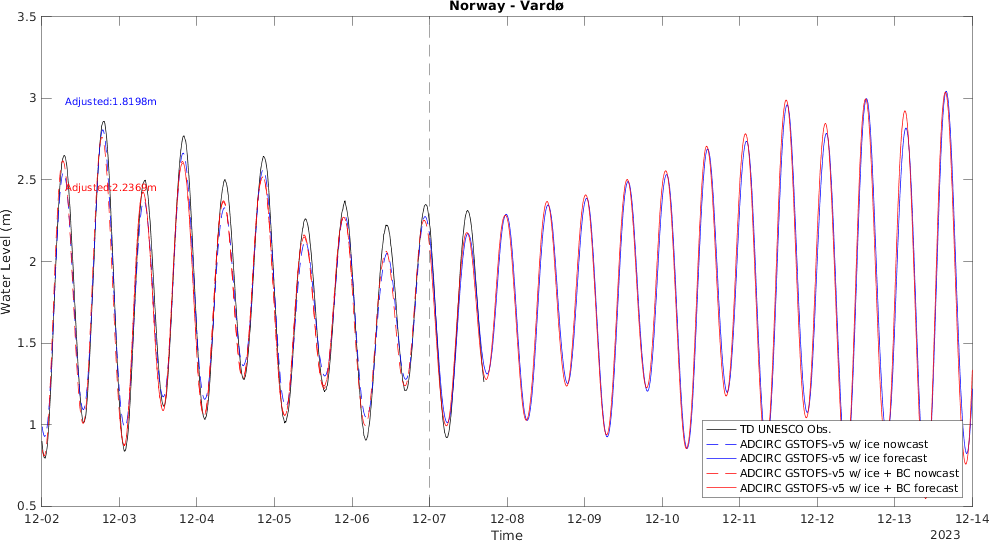 Norway - Vardø
3.5
3
2.5
2
1.5
1
0.5
Water Level (m)
Adjusted:1.8198m
Adjusted:2.2369m
TD UNESCO Obs.
ADCIRC GSTOFS-v5 w/ ice nowcast
ADCIRC GSTOFS-v5 w/ ice forecast
ADCIRC GSTOFS-v5 w/ ice + BC nowcast
ADCIRC GSTOFS-v5 w/ ice + BC forecast
12-02 12-03 12-04 12-05 12-06 12-07 12-08 12-09 12-10 12-11 12-12 12-13 12-14
Time
2023